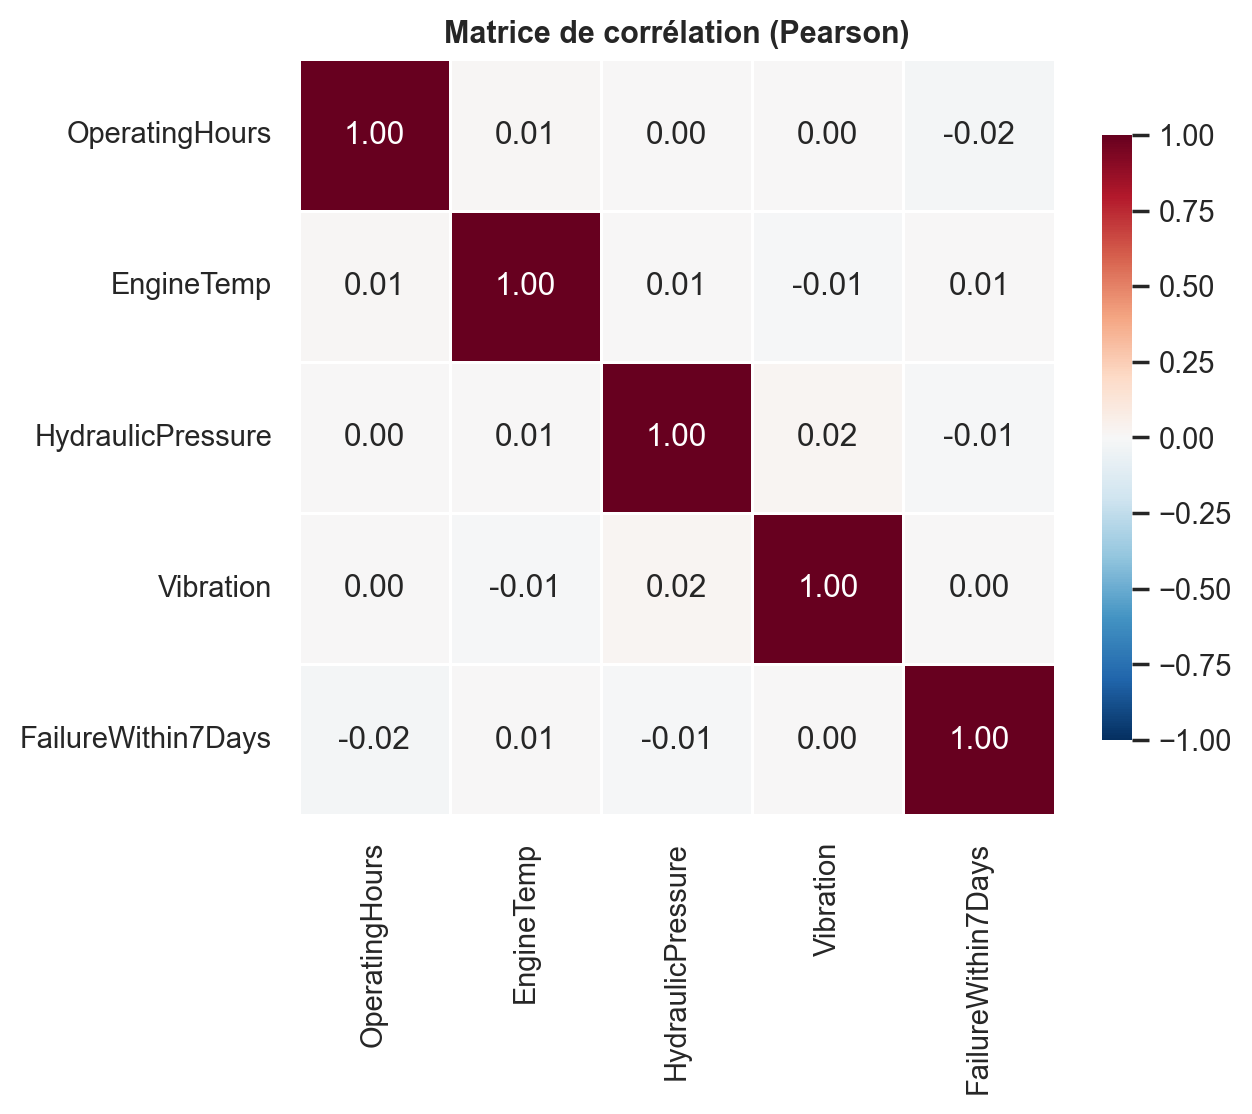 Matrice de corrélation (Pearson)
OperatingHours 1.00 0.01 0.00 0.00 -0.02
EngineTemp 0.01 1.00 0.01 -0.01 0.01
HydraulicPressure 0.00 0.01 1.00 0.02 -0.01
Vibration 0.00 -0.01 0.02 1.00 0.00
FailureWithin7Days -0.02 0.01 -0.01 0.00 1.00
OperatingHours
EngineTemp
HydraulicPressure
Vibration
FailureWithin7Days
1.00
0.75
0.50
0.25
0.00
−0.25
−0.50
−0.75
−1.00